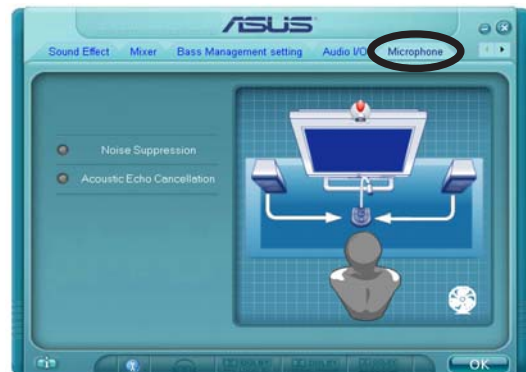 ASUS
Sound Effect Mixer Bass Management setting Audio I/O Microphone
Noise Suppression
Acoustic Echo Cancellation
OK